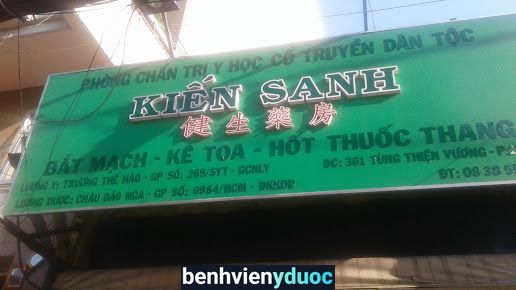 PHÒNG CHẨN TRỊ Y HỌC CỔ TRUYỀN DÂN TỘC
KIẾN SANH
健生藥房
BẮT MẠCH - KÊ TOA - HỐT THUỐC THANG
LƯƠNG Y: TRƯƠNG THẾ HÀO - GP SỐ: 265/SYT - GCNLY
ĐC: 361 TÙNG THIỆN VƯƠNG - P.
LƯƠNG DƯỢC: CHÂU ĐÀO NGA - GP SỐ: 6984/HCM - ĐKKDD
ĐT: 08 38 5
benhvienyduoc